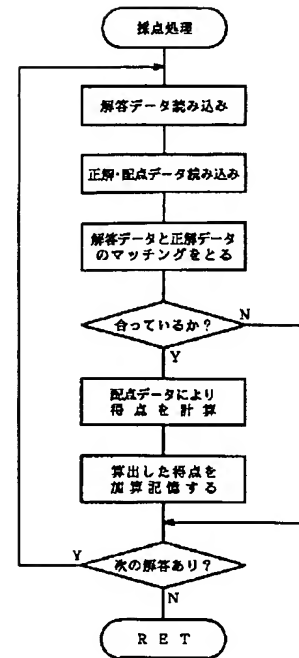 採点処理
解答データ読み込み
正解・配点データ読み込み
解答データと正解データ
のマッチングをとる
合っているか?
N
Y
配点データにより
得点を計算
算出した得点を
加算記憶する
Y
次の解答あり?
N
RET